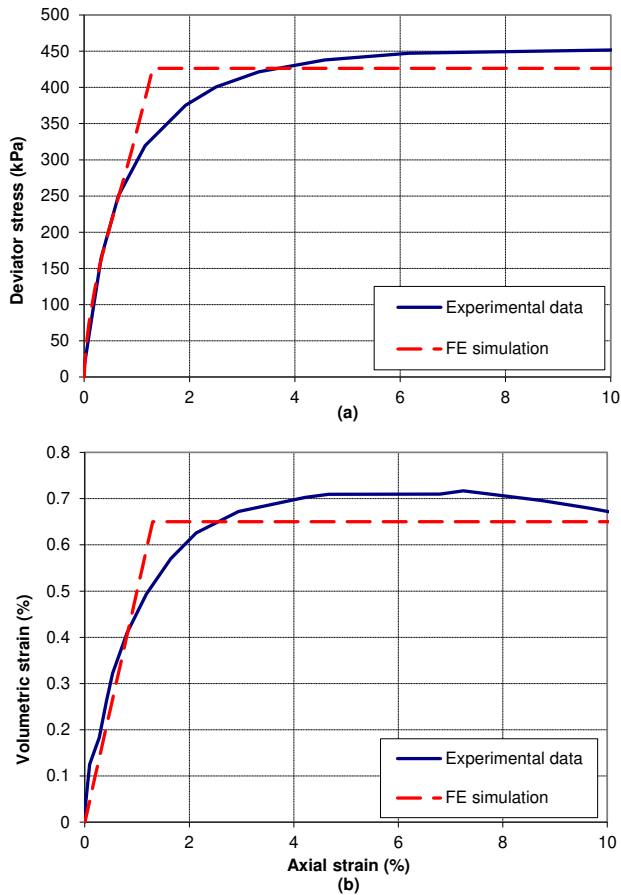 500
450
400
350
300
250
200
150
100
50
0
Deviator stress (kPa)
Experimental data
FE simulation
0 2 4 6 8 10
(a)
0.8
0.7
0.6
0.5
0.4
0.3
0.2
0.1
0
Volumetric strain (%)
Experimental data
FE simulation
0 2 4 6 8 10
Axial strain (%)
(b)